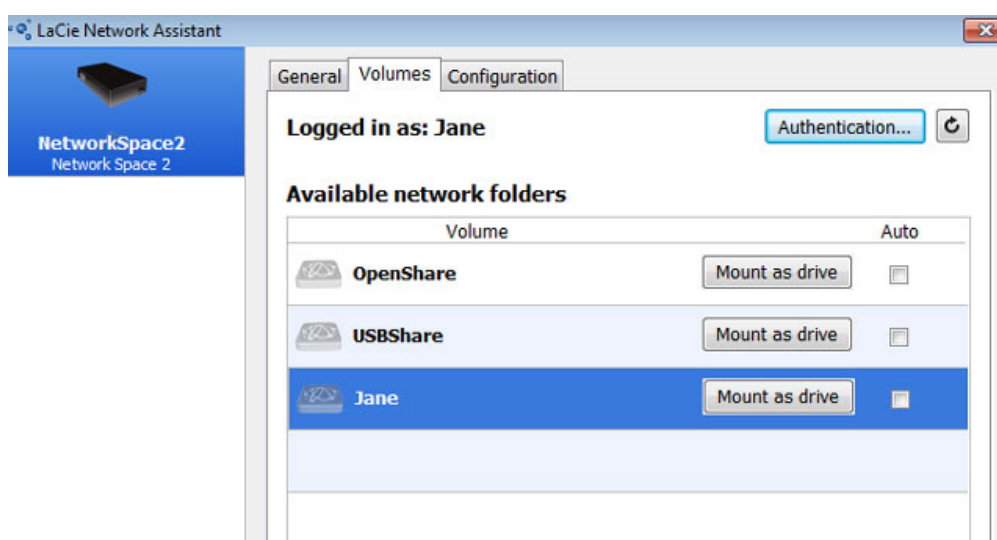 LaCie Network Assistant
NetworkSpace2
Network Space 2
General Volumes Configuration
Logged in as: Jane Authentication...
Available network folders
Volume Auto
OpenShare Mount as drive
USBShare Mount as drive
Jane Mount as drive